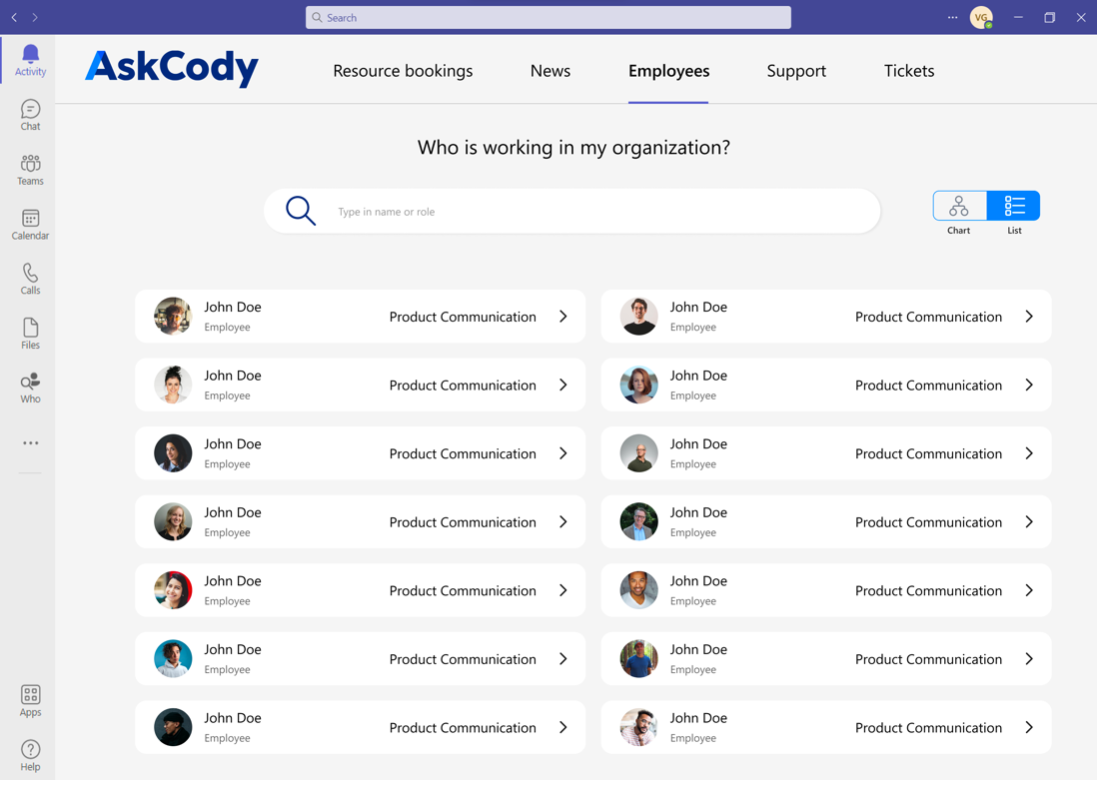 Search
··· VG
Activity
Chat
Teams
Calendar
Calls
Files
Who
Apps
Help
AskCody
Resource bookings News Employees Support Tickets
Who is working in my organization?
Type in name or role
Chart List
John Doe
Employee
Product Communication
John Doe
Employee
Product Communication
John Doe
Employee
Product Communication
John Doe
Employee
Product Communication
John Doe
Employee
Product Communication
John Doe
Employee
Product Communication
John Doe
Employee
Product Communication
John Doe
Employee
Product Communication
John Doe
Employee
Product Communication
John Doe
Employee
Product Communication
John Doe
Employee
Product Communication
John Doe
Employee
Product Communication
John Doe
Employee
Product Communication
John Doe
Employee
Product Communication